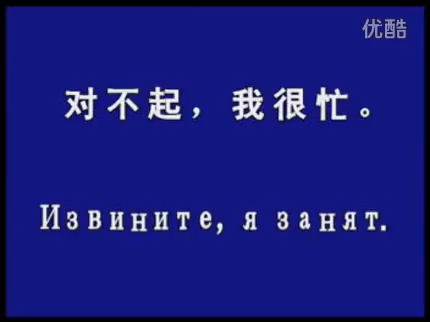 优酷
对不起，我很忙。
Извините, я занят.